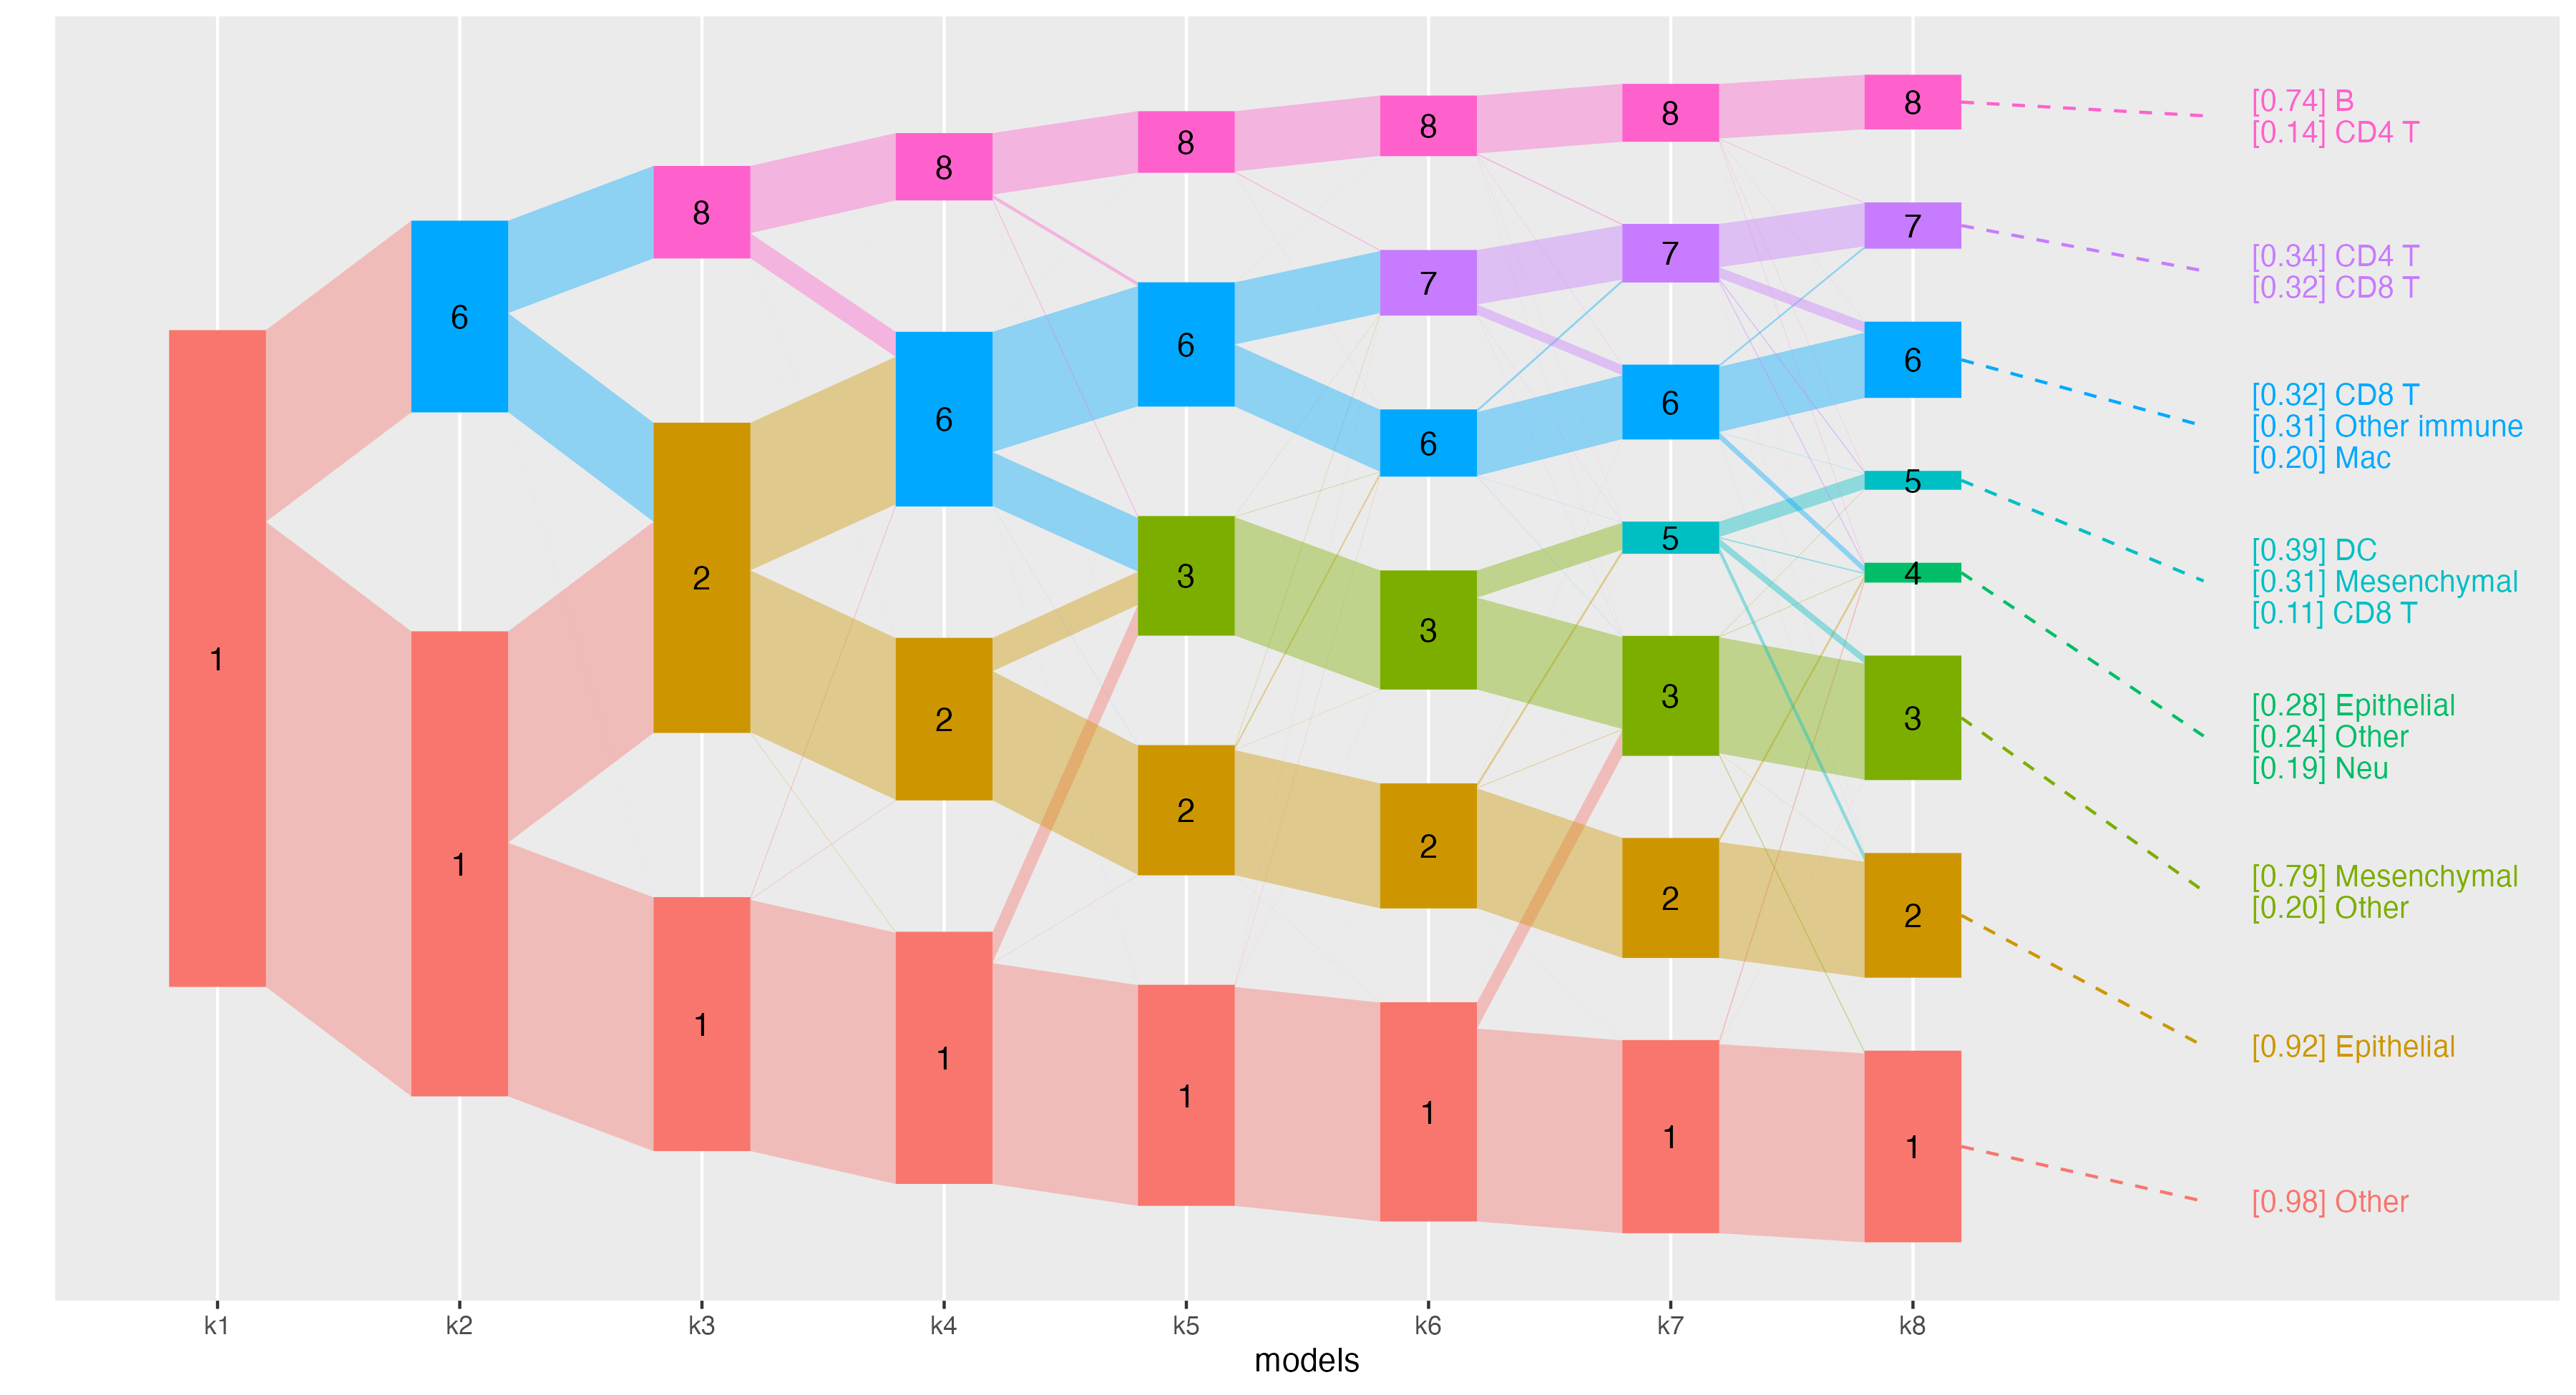 1
6
1
8
2
1
8
6
2
1
8
6
3
2
1
8
7
6
3
2
1
8
7
6
5
3
2
1
8
7
6
5
4
3
2
1
[0.74] B
[0.14] CD4 T
[0.34] CD4 T
[0.32] CD8 T
[0.32] CD8 T
[0.31] Other immune
[0.20] Mac
[0.39] DC
[0.31] Mesenchymal
[0.11] CD8 T
[0.28] Epithelial
[0.24] Other
[0.19] Neu
[0.79] Mesenchymal
[0.20] Other
[0.92] Epithelial
[0.98] Other
k1 k2 k3 k4 k5 k6 k7 k8
models